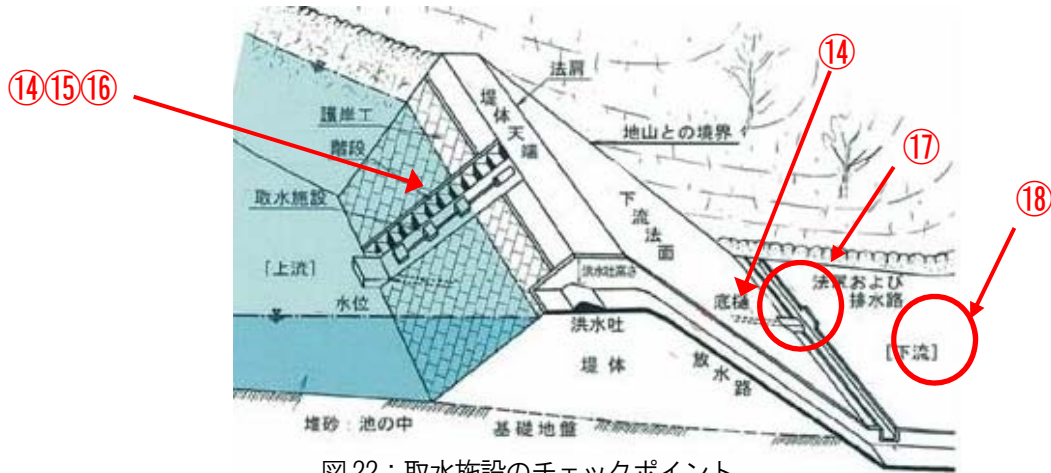 ⑭⑮⑯
⑭
⑰
⑱
法肩
護岸工
階段
堤体天端
地山との境界
取水施設
下流法面
[上流]
洪水吐高さ
法尻および
排水路
底樋
水位
洪水吐
[下流]
堤体
放水路
堆砂:池の中
基礎地盤
図22:取水施設のチェックポイント